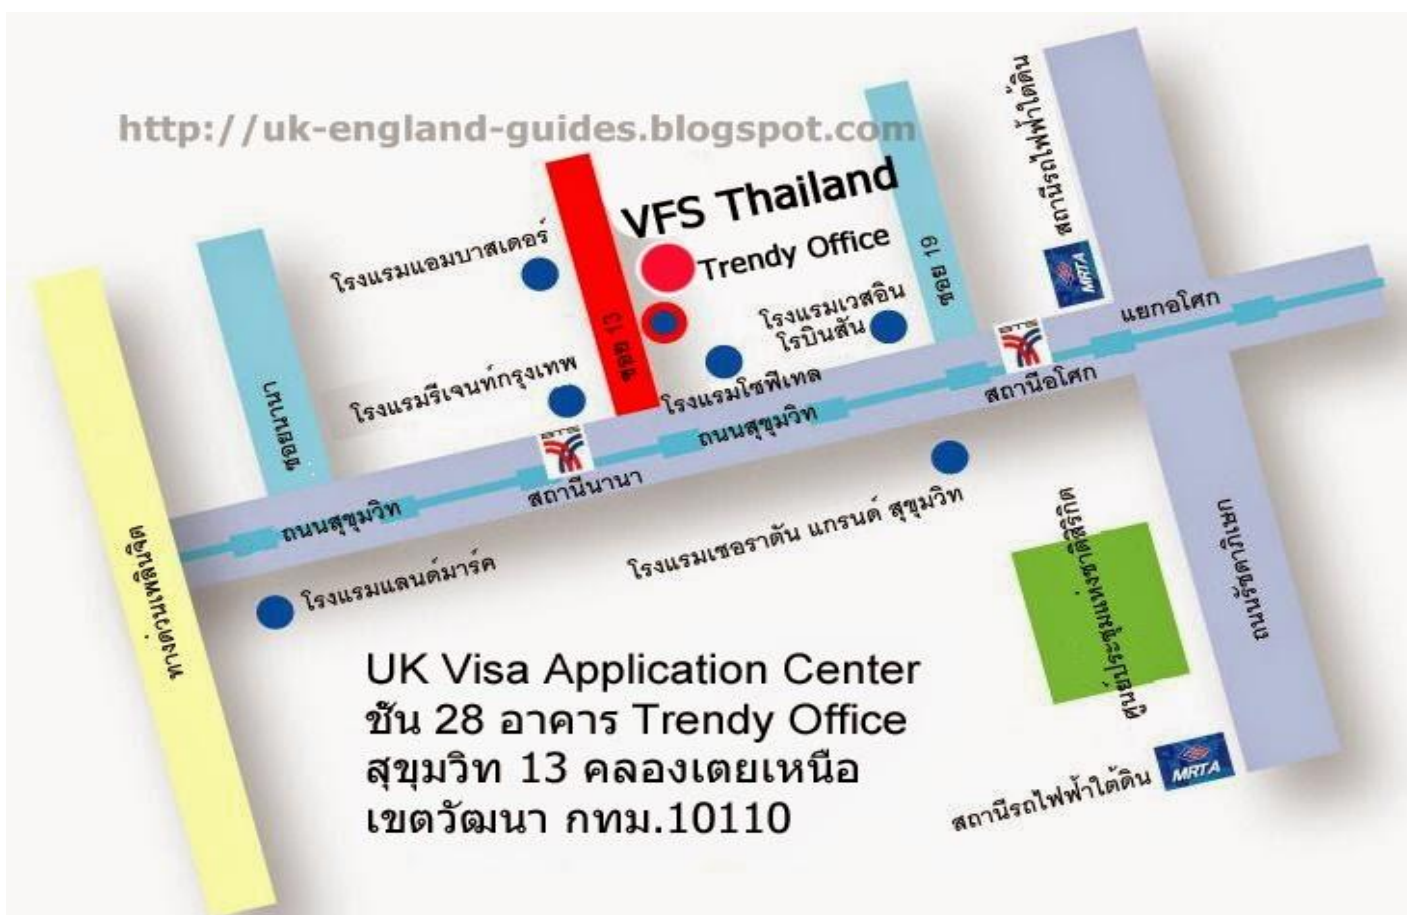 http://uk-england-guides.blogspot.com
สถานีรถไฟฟ้าใต้ดิน
MRTA
VFS Thailand
Trendy Office
โรงแรมแอมบาสเดอร์
ซอย 13
ซอย 19
โรงแรมเวสอิน
โรบินสัน
แยกอโศก
BTS
สถานีอโศก
โรงแรมรีเจนท์กรุงเทพ
โรงแรมโซฟีเทล
ซอยนานา
ถนนสุขุมวิท
BTS
สถานีนานา
ถนนสุขุมวิท
โรงแรมเชอราตัน แกรนด์ สุขุมวิท
โรงแรมแลนด์มาร์ค
ทางด่วนเพลินจิต
ศูนย์ประชุมแห่งชาติสิริกิต
ถนนรัชดาภิเษก
UK Visa Application Center
ชั้น 28 อาคาร Trendy Office
สุขุมวิท 13 คลองเตยเหนือ
เขตวัฒนา กทม.10110
สถานีรถไฟฟ้าใต้ดิน
MRTA